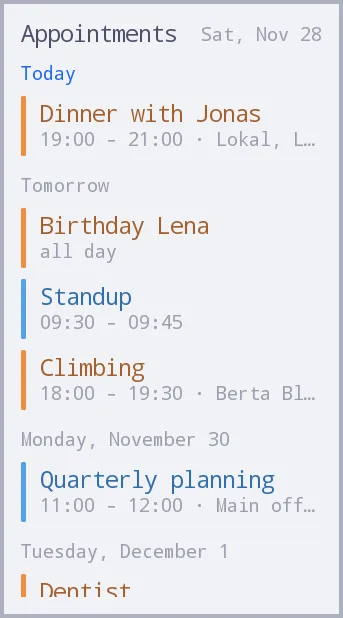 Appointments Sat, Nov 28
Today
Dinner with Jonas
19:00 – 21:00 · Lokal, L…
Tomorrow
Birthday Lena
all day
Standup
09:30 – 09:45
Climbing
18:00 – 19:30 · Berta Bl…
Monday, November 30
Quarterly planning
11:00 – 12:00 · Main off…
Tuesday, December 1
Dentist